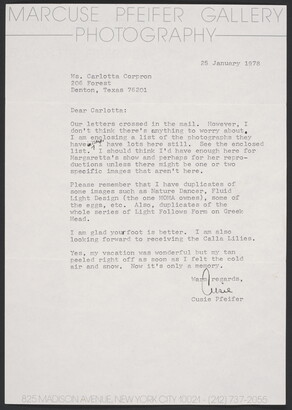 MARCUSE PFEIFER GALLERY
PHOTOGRAPHY
25 January 1978
Ms. Carlotta Corpron
206 Forest
Denton, Texas 76201
Dear Carlotta:
Our letters crossed in the mail. However, I
don't think there's anything to worry about.
I am enclosing a list of the photographs they
have. I have lots here still. See the enclosed
list. I should think I'd have enough here for
Margaretta's show and perhaps for her repro-
ductions unless there might be one or two
specific images that aren't here.
Please remember that I have duplicates of
some images such as Nature Dancer, Fluid
Light Design (the one MOMA owns), some of
the eggs, etc. Also, duplicates of the
whole series of Light Follows Form on Greek
Head.
I am glad your foot is better. I am also
looking forward to receiving the Calla Lilies.
Yes, my vacation was wonderful but my tan
peeled right off as soon as I felt the cold
air and snow. Now it's only a memory.
Warm regards,
Cusie
Cusie Pfeifer
825 MADISON AVENUE, NEW YORK CITY 10021 - (212) 737-2055